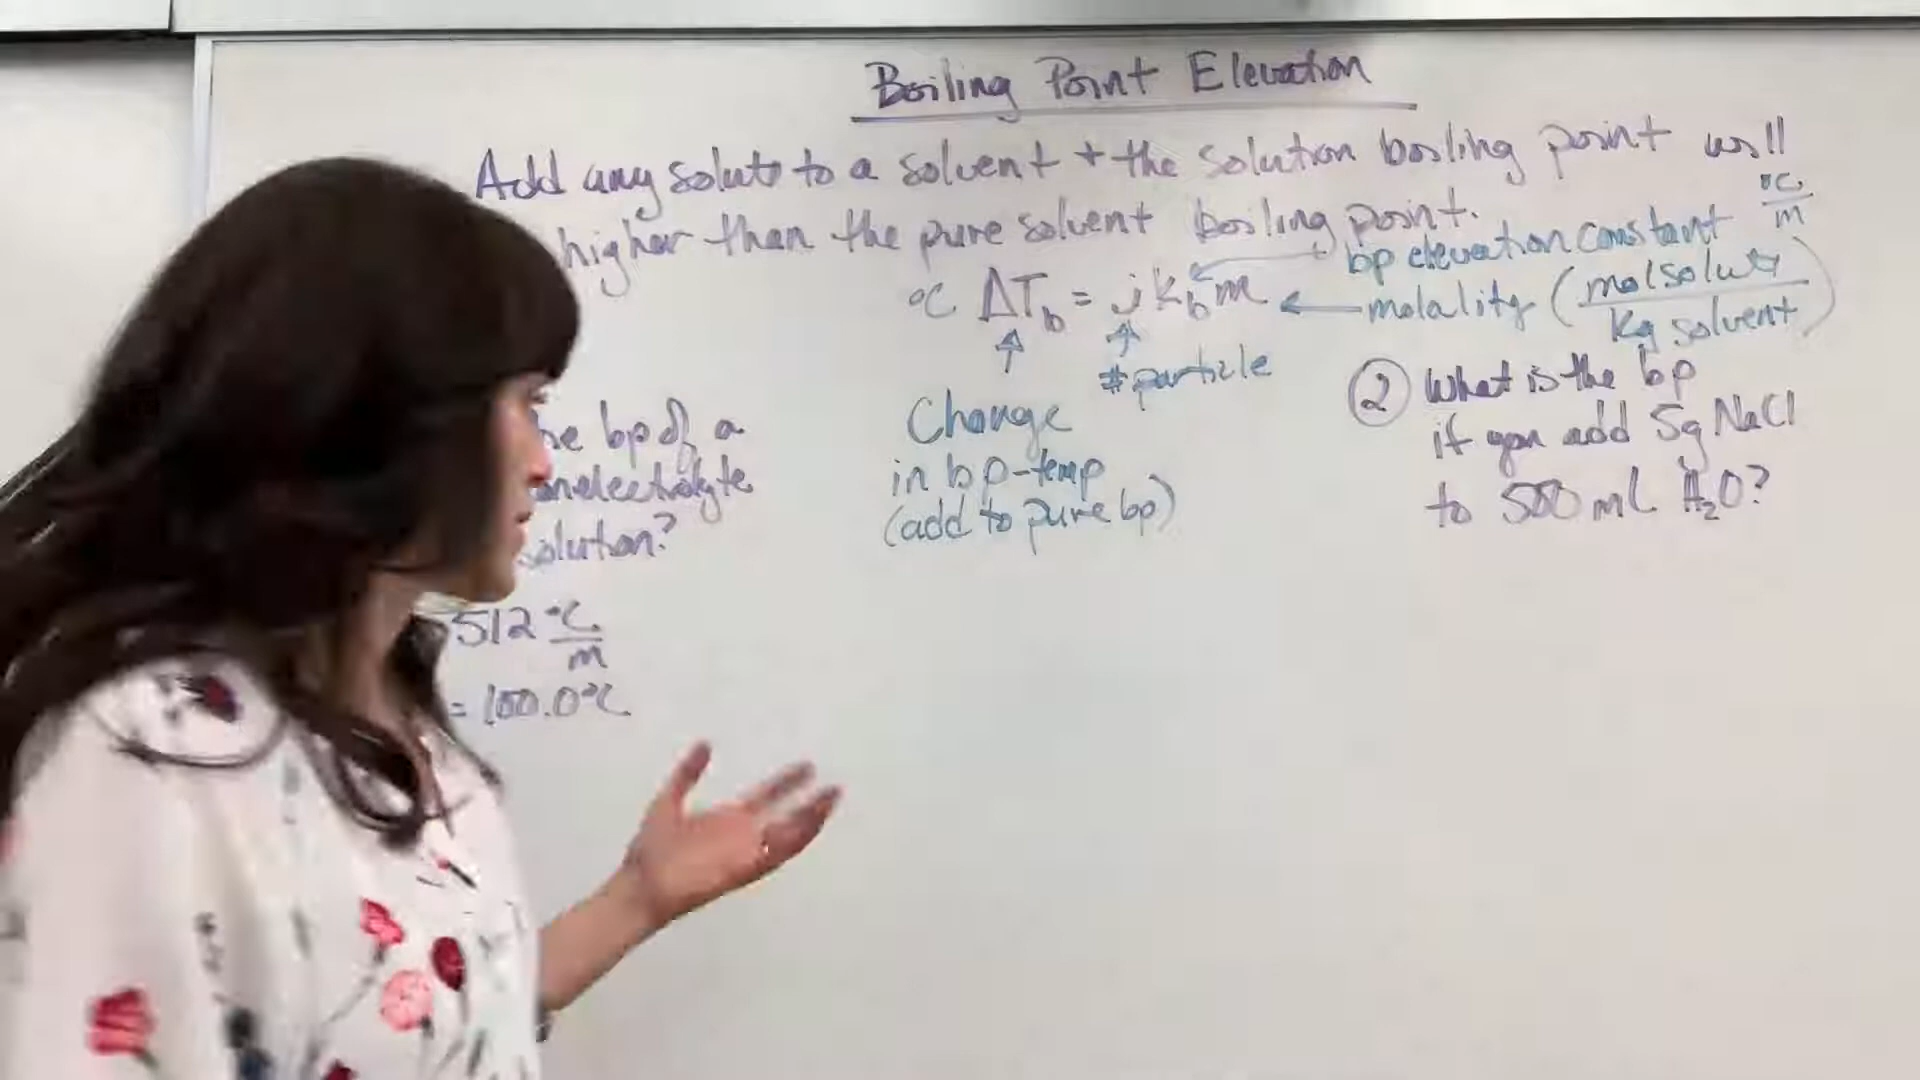 Boiling Point Elevation
Add any solute to a solvent + the solution boiling point will
higher than the pure solvent boiling point.
bp elevation constant °C/m
°C ΔTb = i kb m ← molality (mol solute / kg solvent)
# particle
Change
in bp-temp
(add to pure bp)
bp of a
solution?
512 °C/m
= 100.0°C
② What is the bp
if you add 5g NaCl
to 500 mL H₂O?